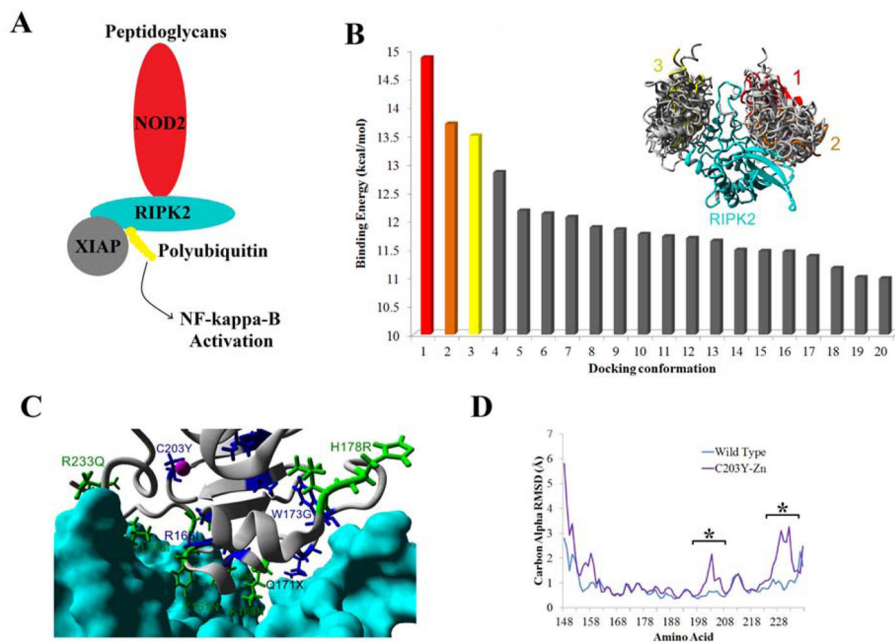 A
Peptidoglycans
NOD2
RIPK2
XIAP
Polyubiquitin
NF-kappa-B
Activation
B
Binding Energy (kcal/mol)
15
14.5
14
13.5
13
12.5
12
11.5
11
10.5
10
1 2 3 4 5 6 7 8 9 10 11 12 13 14 15 16 17 18 19 20
Docking conformation
3
1
2
RIPK2
C
R233Q
C203Y
H178R
W173G
R166I
Q171X
D
Carbon Alpha RMSD (Å)
7
6
5
4
3
2
1
0
Wild Type
C203Y-Zn
* *
148 158 168 178 188 198 208 218 228
Amino Acid